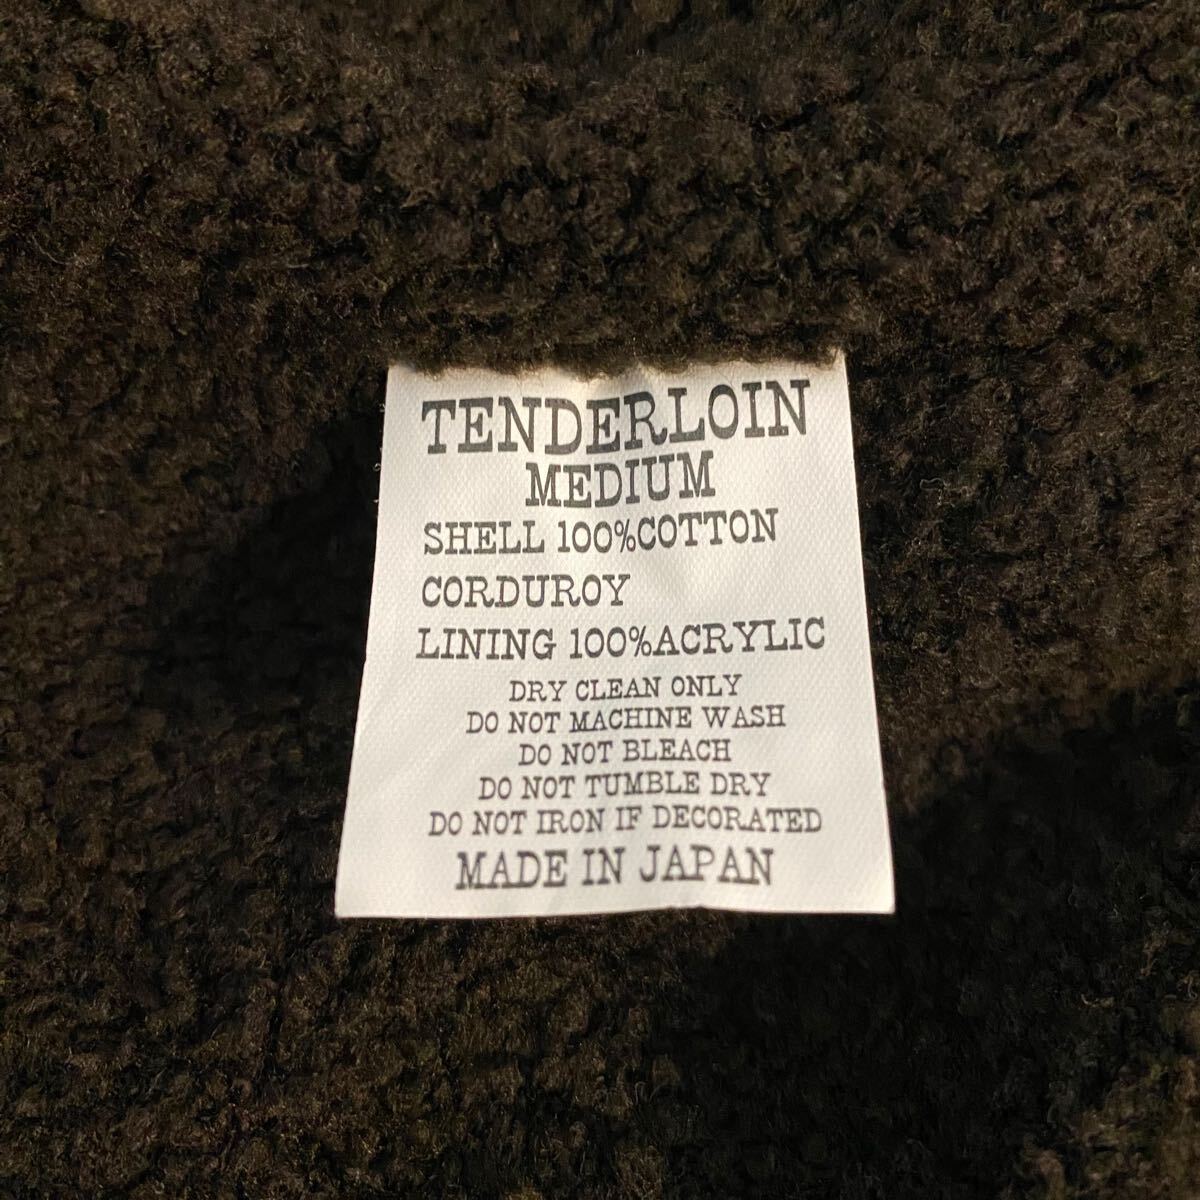 TENDERLOIN
MEDIUM
SHELL 100%COTTON
CORDUROY
LINING 100%ACRYLIC
DRY CLEAN ONLY
DO NOT MACHINE WASH
DO NOT BLEACH
DO NOT TUMBLE DRY
DO NOT IRON IF DECORATED
MADE IN JAPAN